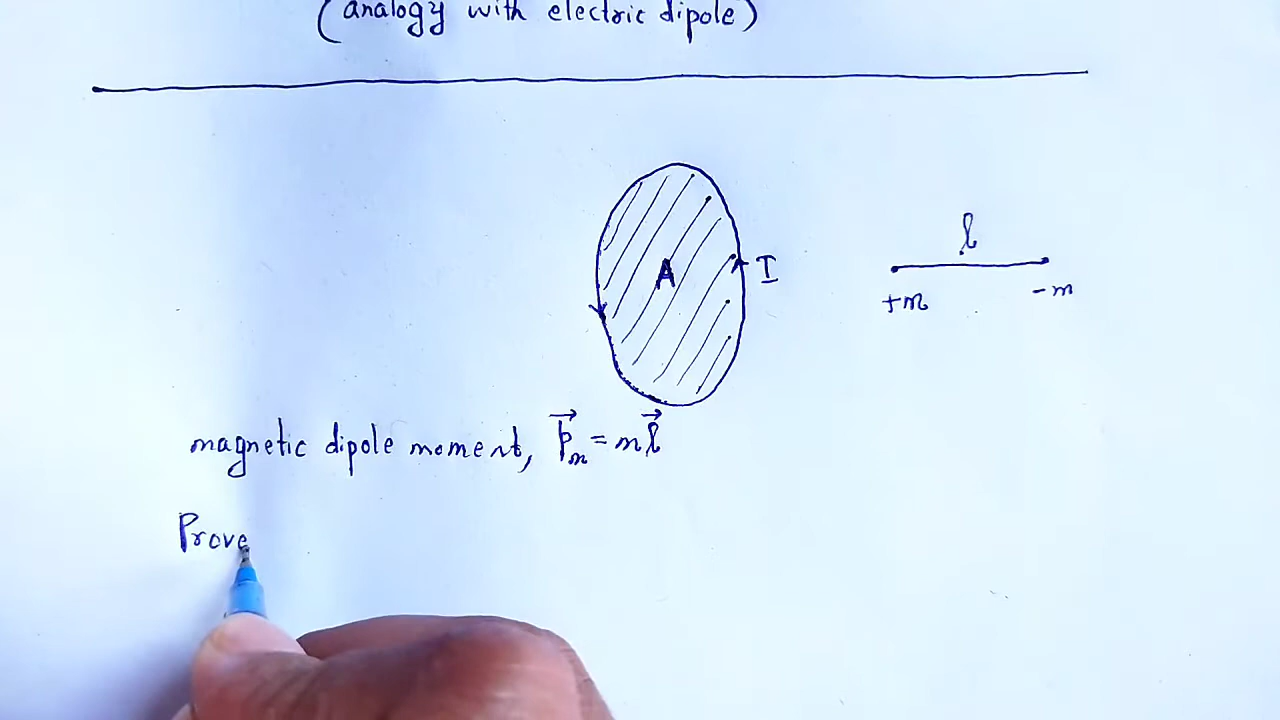 (analogy with electric dipole)
A
I
l
+m
-m
magnetic dipole moment, p⃗ₘ = m l⃗
Prove